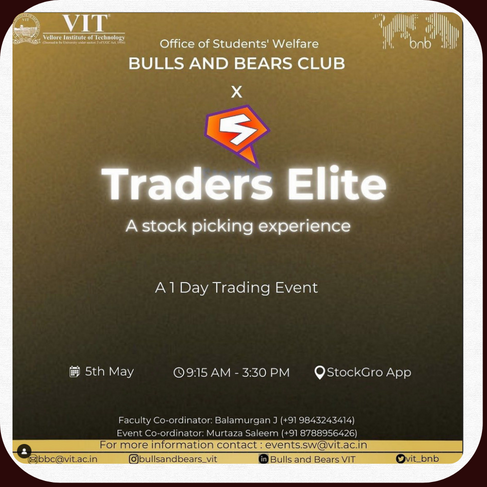 VIT
Vellore Institute of Technology
bnb
Office of Students' Welfare
BULLS AND BEARS CLUB
X
Traders Elite
A stock picking experience
A 1 Day Trading Event
5th May
9:15 AM - 3:30 PM
StockGro App
Faculty Co-ordinator: Balamurgan J (+91 9843243414)
Event Co-ordinator: Murtaza Saleem (+91 8788956426)
For more information contact : events.sw@vit.ac.in
bbc@vit.ac.in
bullsandbears_vit
Bulls and Bears VIT
vit_bnb